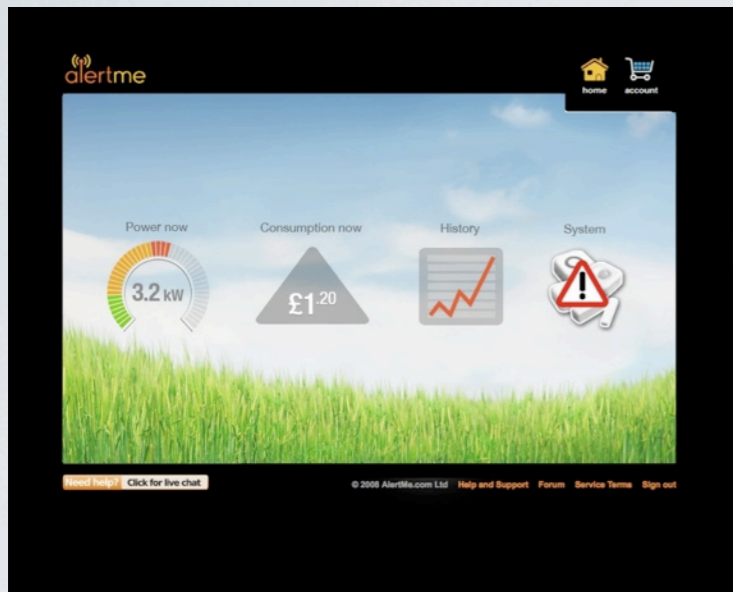 alertme
home account
Power now Consumption now History System
3.2 kW
£1.20
!
Need help? Click for live chat
© 2008 AlertMe.com Ltd Help and Support Forum Service Terms Sign out